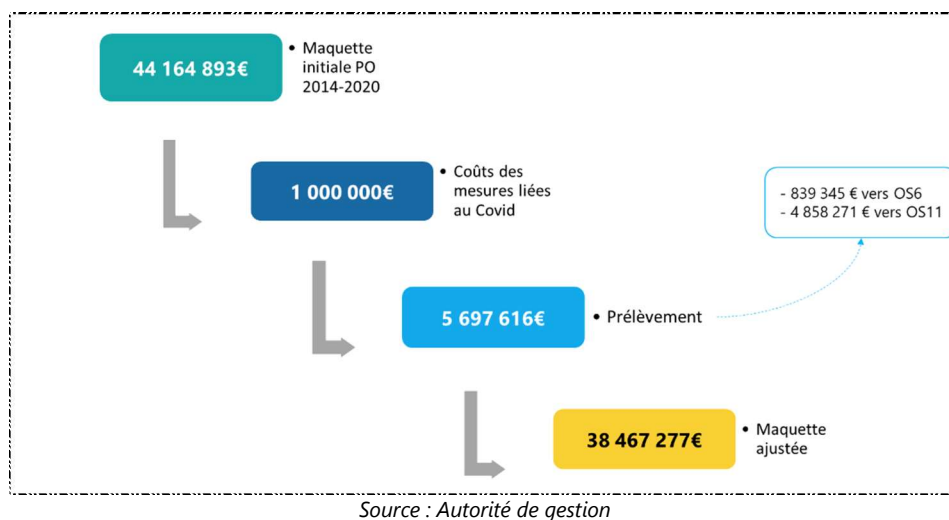 44 164 893€
• Maquette
initiale PO
2014-2020
1 000 000€
• Coûts des
mesures liées
au Covid
- 839 345 € vers OS6
- 4 858 271 € vers OS11
5 697 616€
• Prélèvement
38 467 277€
• Maquette
ajustée
Source : Autorité de gestion